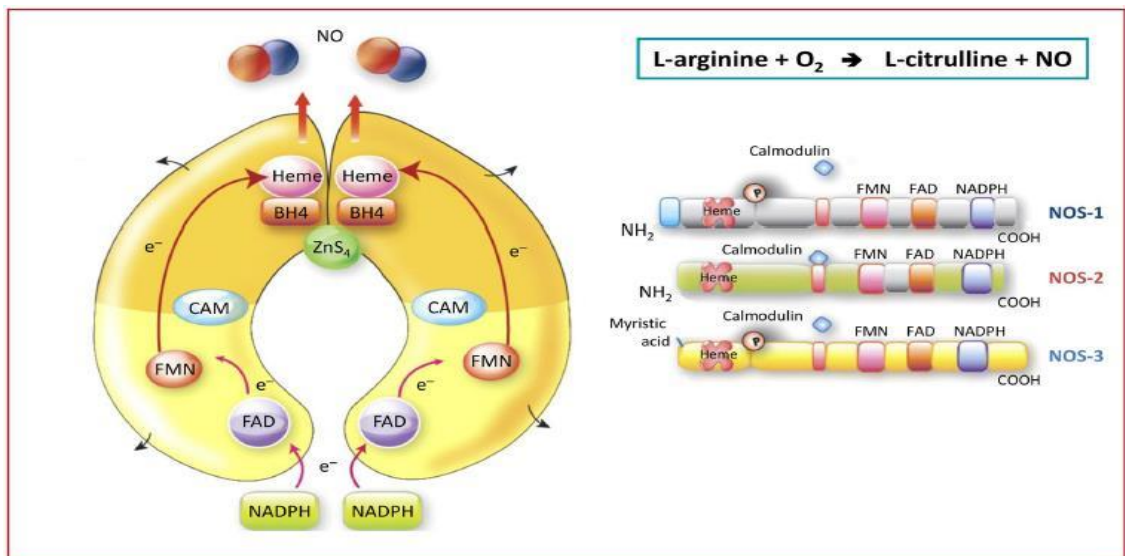 NO
L-arginine + O₂ ➔ L-citrulline + NO
Heme Heme
BH4 BH4
ZnS₄
e⁻ e⁻
CAM CAM
FMN FMN
e⁻ e⁻
FAD FAD
e⁻
NADPH NADPH
Calmodulin
P
FMN FAD NADPH
Heme
NOS-1
NH₂
COOH
Calmodulin
FMN FAD NADPH
Heme
NOS-2
NH₂
COOH
Myristic
acid
Calmodulin
P
FMN FAD NADPH
Heme
NOS-3
COOH